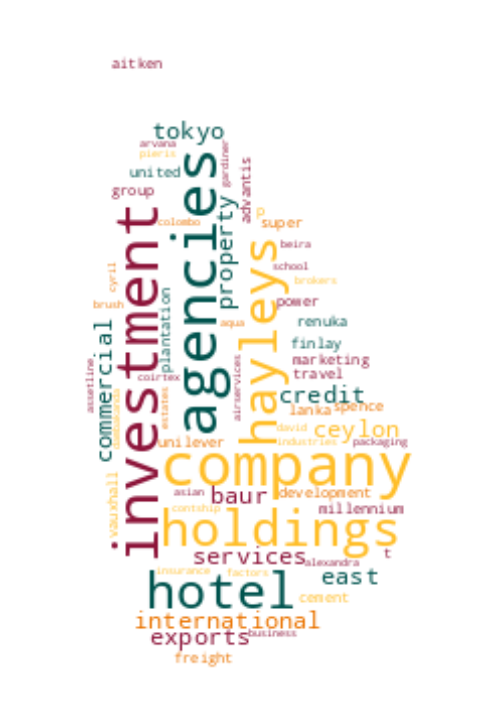 aitken
tokyo
arvana
pieris
gardiner
united
advantis
group
agencies
investment
property
colombo
p
super
hayleys
beira
school
cyril
brokers
plantation
brush
power
commercial
aqua
renuka
finlay
assetline
airservices
marketing
coirtex
travel
estates
credit
dambakanda
lanka
spence
david
ceylon
unilever
industries
packaging
company
vauxhall
asian
baur
development
contship
millennium
holdings
services
t
alexandra
insurance
factors
east
hotel
cement
international
exports
business
freight